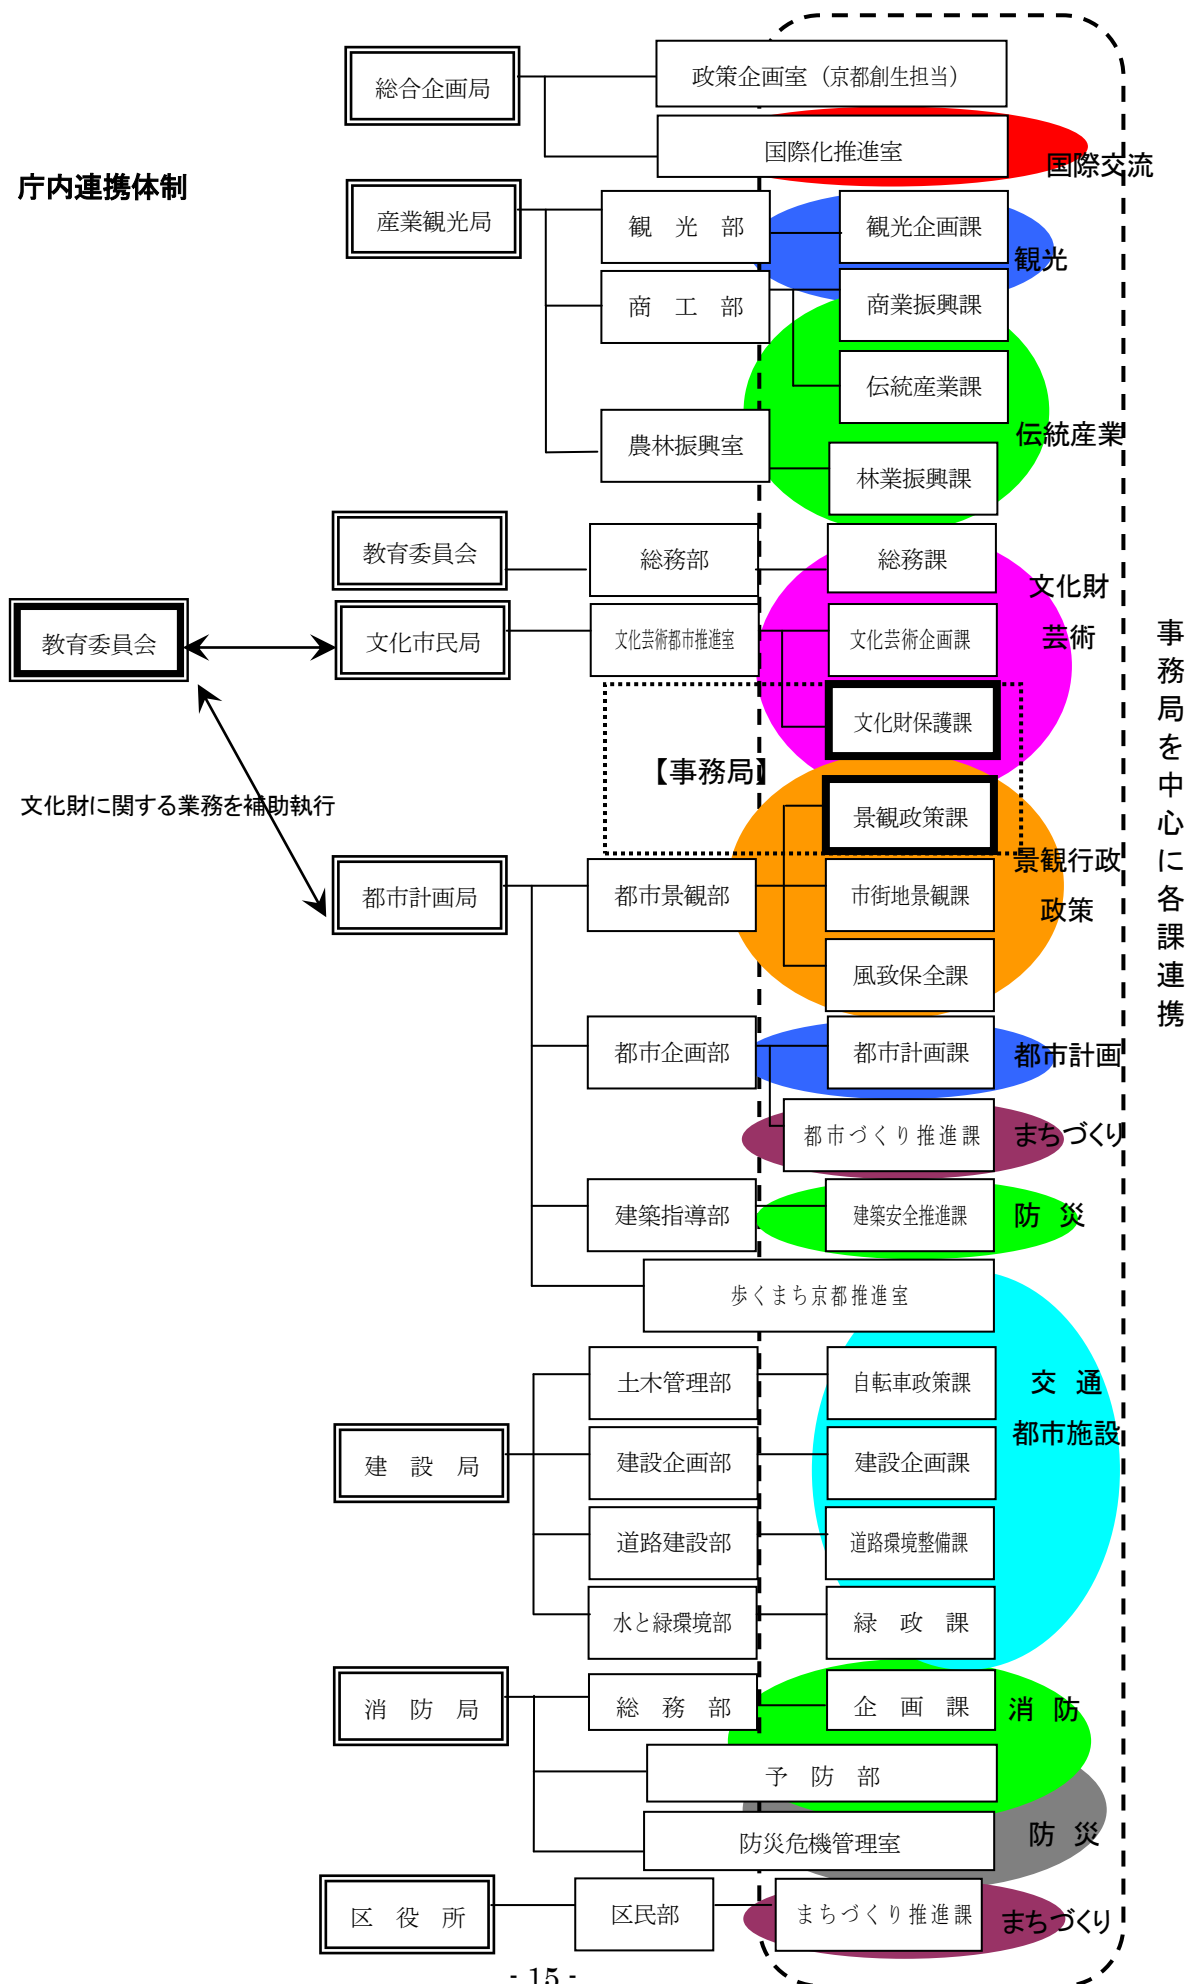 庁内連携体制
総合企画局
政策企画室（京都創生担当）
国際化推進室
国際交流
産業観光局
観　光　部
観光企画課
観光
商　工　部
商業振興課
伝統産業課
伝統産業
農林振興室
林業振興課
教育委員会
総務部
総務課
文化財
芸術
教育委員会
文化市民局
文化芸術都市推進室
文化芸術企画課
文化財保護課
【事務局】
景観政策課
文化財に関する業務を補助執行
景観行政
政策
都市計画局
都市景観部
市街地景観課
風致保全課
都市企画部
都市計画課
都市計画
都市づくり推進課
まちづくり
建築指導部
建築安全推進課
防　災
歩くまち京都推進室
土木管理部
自転車政策課
交　通
都市施設
建　設　局
建設企画部
建設企画課
道路建設部
道路環境整備課
水と緑環境部
緑　政　課
消　防　局
総　務　部
企　画　課
消　防
予　防　部
防災危機管理室
防　災
区　役　所
区民部
まちづくり推進課
まちづくり
事務局を中心に各課連携
- 15 -